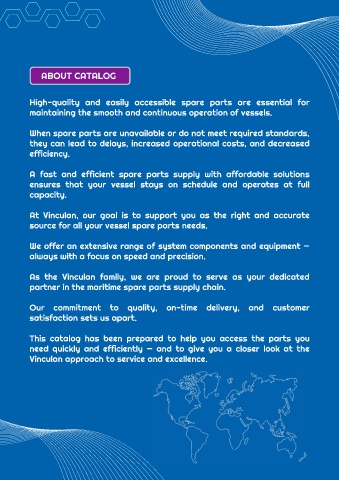 ABOUT CATALOG
High-quality and easily accessible spare parts are essential for
maintaining the smooth and continuous operation of vessels.
When spare parts are unavailable or do not meet required standards,
they can lead to delays, increased operational costs, and decreased
efficiency.
A fast and efficient spare parts supply with affordable solutions
ensures that your vessel stays on schedule and operates at full
capacity.
At Vinculan, our goal is to support you as the right and accurate
source for all your vessel spare parts needs.
We offer an extensive range of system components and equipment —
always with a focus on speed and precision.
As the Vinculan family, we are proud to serve as your dedicated
partner in the maritime spare parts supply chain.
Our commitment to quality, on-time delivery, and customer
satisfaction sets us apart.
This catalog has been prepared to help you access the parts you
need quickly and efficiently — and to give you a closer look at the
Vinculan approach to service and excellence.